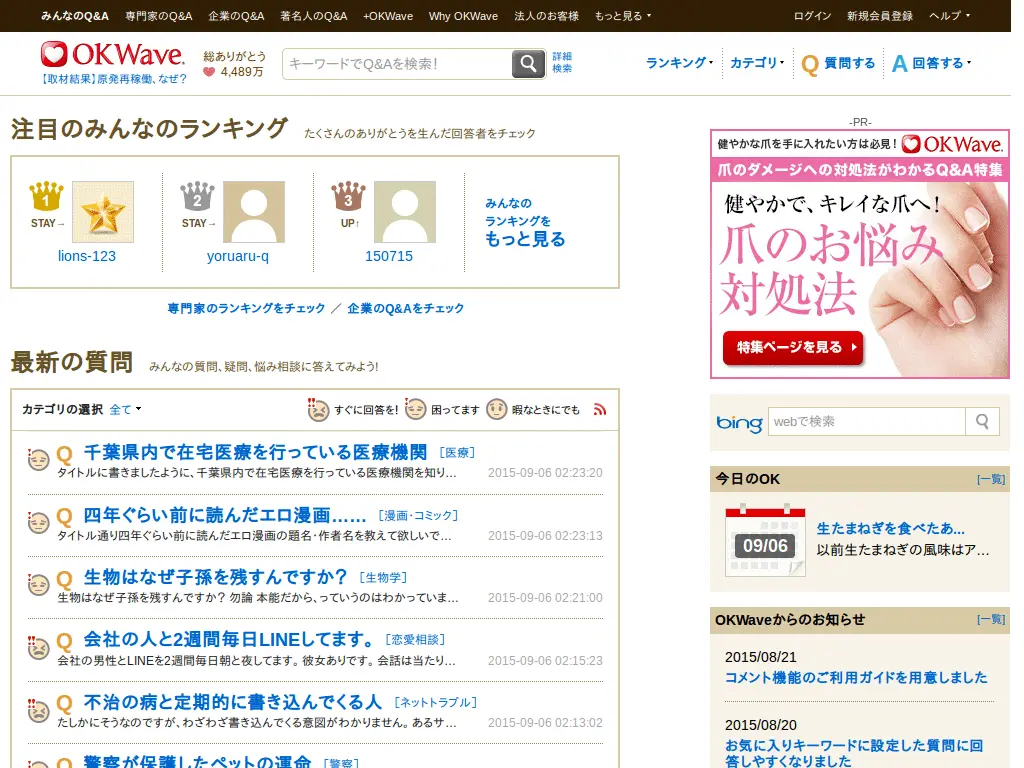 みんなのQ&A 専門家のQ&A 企業のQ&A 著名人のQ&A +OKWave Why OKWave 法人のお客様 もっと見る ログイン 新規会員登録 ヘルプ
OKWave.
【取材結果】原発再稼働、なぜ?
総ありがとう
4,489万
キーワードでQ&Aを検索!
詳細
検索
ランキング カテゴリ Q 質問する A 回答する
注目のみんなのランキング たくさんのありがとうを生んだ回答者をチェック
1 STAY→ lions-123
2 STAY→ yoruaru-q
3 UP↑ 150715
みんなの
ランキングを
もっと見る
専門家のランキングをチェック / 企業のQ&Aをチェック
最新の質問 みんなの質問、疑問、悩み相談に答えてみよう!
カテゴリの選択 全て すぐに回答を! 困ってます 暇なときにでも
Q 千葉県内で在宅医療を行っている医療機関 [医療]
タイトルに書きましたように、千葉県内で在宅医療を行っている医療機関を知り... 2015-09-06 02:23:20
Q 四年ぐらい前に読んだエロ漫画…… [漫画・コミック]
タイトル通り四年ぐらい前に読んだエロ漫画の題名・作者名を教えて欲しいで... 2015-09-06 02:23:13
Q 生物はなぜ子孫を残すんですか? [生物学]
生物はなぜ子孫を残すんですか? 勿論 本能だから、っていうのはわかっていま... 2015-09-06 02:21:00
Q 会社の人と2週間毎日LINEしてます。 [恋愛相談]
会社の男性とLINEを2週間毎日朝と夜してます。彼女ありです。会話は当たり... 2015-09-06 02:15:23
Q 不治の病と定期的に書き込んでくる人 [ネットトラブル]
たしかにそうなのですが、わざわざ書き込んでくる意図がわかりません。あるサ... 2015-09-06 02:13:02
Q 警察が保護したペットの運命 [警察]
-PR-
健やかな爪を手に入れたい方は必見! OKWave.
爪のダメージへの対処法がわかるQ&A特集
健やかで、キレイな爪へ!
爪のお悩み
対処法
特集ページを見る
bing webで検索
今日のOK [一覧]
09/06
生たまねぎを食べたあ...
以前生たまねぎの風味はア...
OKWaveからのお知らせ [一覧]
2015/08/21
コメント機能のご利用ガイドを用意しました
2015/08/20
お気に入りキーワードに設定した質問に回
答しやすくなりました